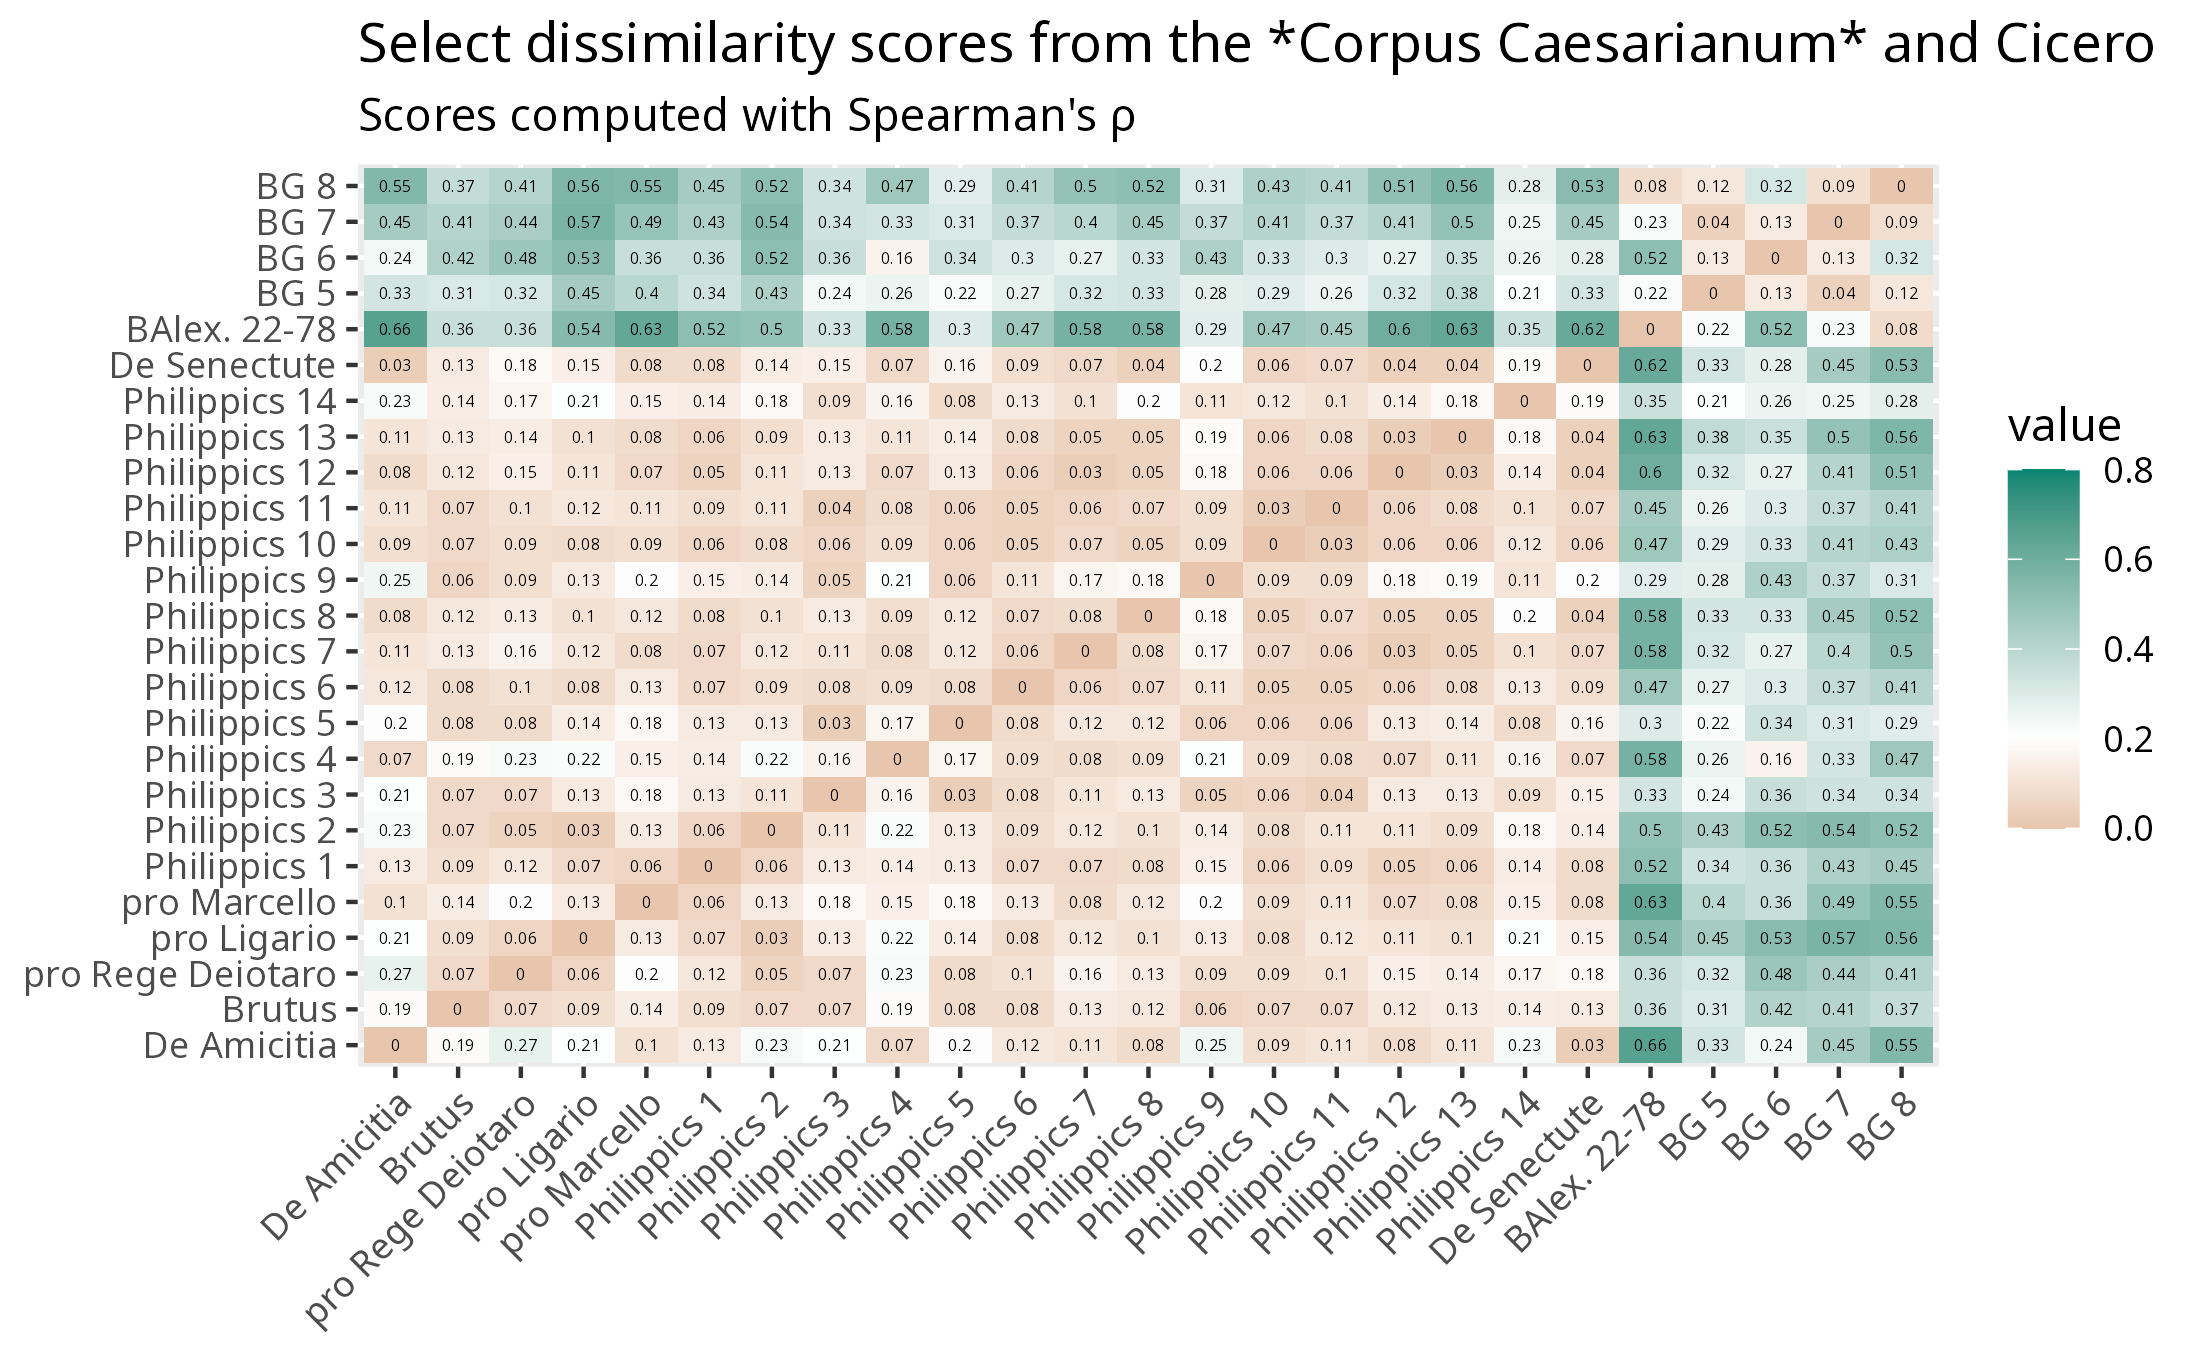 Select dissimilarity scores from the *Corpus Caesarianum* and Cicero
Scores computed with Spearman's ρ
BG 8 0.55 0.37 0.41 0.56 0.55 0.45 0.52 0.34 0.47 0.29 0.41 0.5 0.52 0.31 0.43 0.41 0.51 0.56 0.28 0.53 0.08 0.12 0.32 0.09 0
BG 7 0.45 0.41 0.44 0.57 0.49 0.43 0.54 0.34 0.33 0.31 0.37 0.4 0.45 0.37 0.41 0.37 0.41 0.5 0.25 0.45 0.23 0.04 0.13 0 0.09
BG 6 0.24 0.42 0.48 0.53 0.36 0.36 0.52 0.36 0.16 0.34 0.3 0.27 0.33 0.43 0.33 0.3 0.27 0.35 0.26 0.28 0.52 0.13 0 0.13 0.32
BG 5 0.33 0.31 0.32 0.45 0.4 0.34 0.43 0.24 0.26 0.22 0.27 0.32 0.33 0.28 0.29 0.26 0.32 0.38 0.21 0.33 0.22 0 0.13 0.04 0.12
BAlex. 22-78 0.66 0.36 0.36 0.54 0.63 0.52 0.5 0.33 0.58 0.3 0.47 0.58 0.58 0.29 0.47 0.45 0.6 0.63 0.35 0.62 0 0.22 0.52 0.23 0.08
De Senectute 0.03 0.13 0.18 0.15 0.08 0.08 0.14 0.15 0.07 0.16 0.09 0.07 0.04 0.2 0.06 0.07 0.04 0.04 0.19 0 0.62 0.33 0.28 0.45 0.53
Philippics 14 0.23 0.14 0.17 0.21 0.15 0.14 0.18 0.09 0.16 0.08 0.13 0.1 0.2 0.11 0.12 0.1 0.14 0.18 0 0.19 0.35 0.21 0.26 0.25 0.28
Philippics 13 0.11 0.13 0.14 0.1 0.08 0.06 0.09 0.13 0.11 0.14 0.08 0.05 0.05 0.19 0.06 0.08 0.03 0 0.18 0.04 0.63 0.38 0.35 0.5 0.56
Philippics 12 0.08 0.12 0.15 0.11 0.07 0.05 0.11 0.13 0.07 0.13 0.06 0.03 0.05 0.18 0.06 0.06 0 0.03 0.14 0.04 0.6 0.32 0.27 0.41 0.51
Philippics 11 0.11 0.07 0.1 0.12 0.11 0.09 0.11 0.04 0.08 0.06 0.05 0.06 0.07 0.09 0.03 0 0.06 0.08 0.1 0.07 0.45 0.26 0.3 0.37 0.41
Philippics 10 0.09 0.07 0.09 0.08 0.09 0.06 0.08 0.06 0.09 0.06 0.05 0.07 0.05 0.09 0 0.03 0.06 0.06 0.12 0.06 0.47 0.29 0.33 0.41 0.43
Philippics 9 0.25 0.06 0.09 0.13 0.2 0.15 0.14 0.05 0.21 0.06 0.11 0.17 0.18 0 0.09 0.09 0.18 0.19 0.11 0.2 0.29 0.28 0.43 0.37 0.31
Philippics 8 0.08 0.12 0.13 0.1 0.12 0.08 0.1 0.13 0.09 0.12 0.07 0.08 0 0.18 0.05 0.07 0.05 0.05 0.2 0.04 0.58 0.33 0.33 0.45 0.52
Philippics 7 0.11 0.13 0.16 0.12 0.08 0.07 0.12 0.11 0.08 0.12 0.06 0 0.08 0.17 0.07 0.06 0.03 0.05 0.1 0.07 0.58 0.32 0.27 0.4 0.5
Philippics 6 0.12 0.08 0.1 0.08 0.13 0.07 0.09 0.08 0.09 0.08 0 0.06 0.07 0.11 0.05 0.05 0.06 0.08 0.13 0.09 0.47 0.27 0.3 0.37 0.41
Philippics 5 0.2 0.08 0.08 0.14 0.18 0.13 0.13 0.03 0.17 0 0.08 0.12 0.12 0.06 0.06 0.06 0.13 0.14 0.08 0.16 0.3 0.22 0.34 0.31 0.29
Philippics 4 0.07 0.19 0.23 0.22 0.15 0.14 0.22 0.16 0 0.17 0.09 0.08 0.09 0.21 0.09 0.08 0.07 0.11 0.16 0.07 0.58 0.26 0.16 0.33 0.47
Philippics 3 0.21 0.07 0.07 0.13 0.18 0.13 0.11 0 0.16 0.03 0.08 0.11 0.13 0.05 0.06 0.04 0.13 0.13 0.09 0.15 0.33 0.24 0.36 0.34 0.34
Philippics 2 0.23 0.07 0.05 0.03 0.13 0.06 0 0.11 0.22 0.13 0.09 0.12 0.1 0.14 0.08 0.11 0.11 0.09 0.18 0.14 0.5 0.43 0.52 0.54 0.52
Philippics 1 0.13 0.09 0.12 0.07 0.06 0 0.06 0.13 0.14 0.13 0.07 0.07 0.08 0.15 0.06 0.09 0.05 0.06 0.14 0.08 0.52 0.34 0.36 0.43 0.45
pro Marcello 0.1 0.14 0.2 0.13 0 0.06 0.13 0.18 0.15 0.18 0.13 0.08 0.12 0.2 0.09 0.11 0.07 0.08 0.15 0.08 0.63 0.4 0.36 0.49 0.55
pro Ligario 0.21 0.09 0.06 0 0.13 0.07 0.03 0.13 0.22 0.14 0.08 0.12 0.1 0.13 0.08 0.12 0.11 0.1 0.21 0.15 0.54 0.45 0.53 0.57 0.56
pro Rege Deiotaro 0.27 0.07 0 0.06 0.2 0.12 0.05 0.07 0.23 0.08 0.1 0.16 0.13 0.09 0.09 0.1 0.15 0.14 0.17 0.18 0.36 0.32 0.48 0.44 0.41
Brutus 0.19 0 0.07 0.09 0.14 0.09 0.07 0.07 0.19 0.08 0.08 0.13 0.12 0.06 0.07 0.07 0.12 0.13 0.14 0.13 0.36 0.31 0.42 0.41 0.37
De Amicitia 0 0.19 0.27 0.21 0.1 0.13 0.23 0.21 0.07 0.2 0.12 0.11 0.08 0.25 0.09 0.11 0.08 0.11 0.23 0.03 0.66 0.33 0.24 0.45 0.55
De Amicitia
Brutus
pro Rege Deiotaro
pro Ligario
pro Marcello
Philippics 1
Philippics 2
Philippics 3
Philippics 4
Philippics 5
Philippics 6
Philippics 7
Philippics 8
Philippics 9
Philippics 10
Philippics 11
Philippics 12
Philippics 13
Philippics 14
De Senectute
BAlex. 22-78
BG 5
BG 6
BG 7
BG 8
value
0.8
0.6
0.4
0.2
0.0